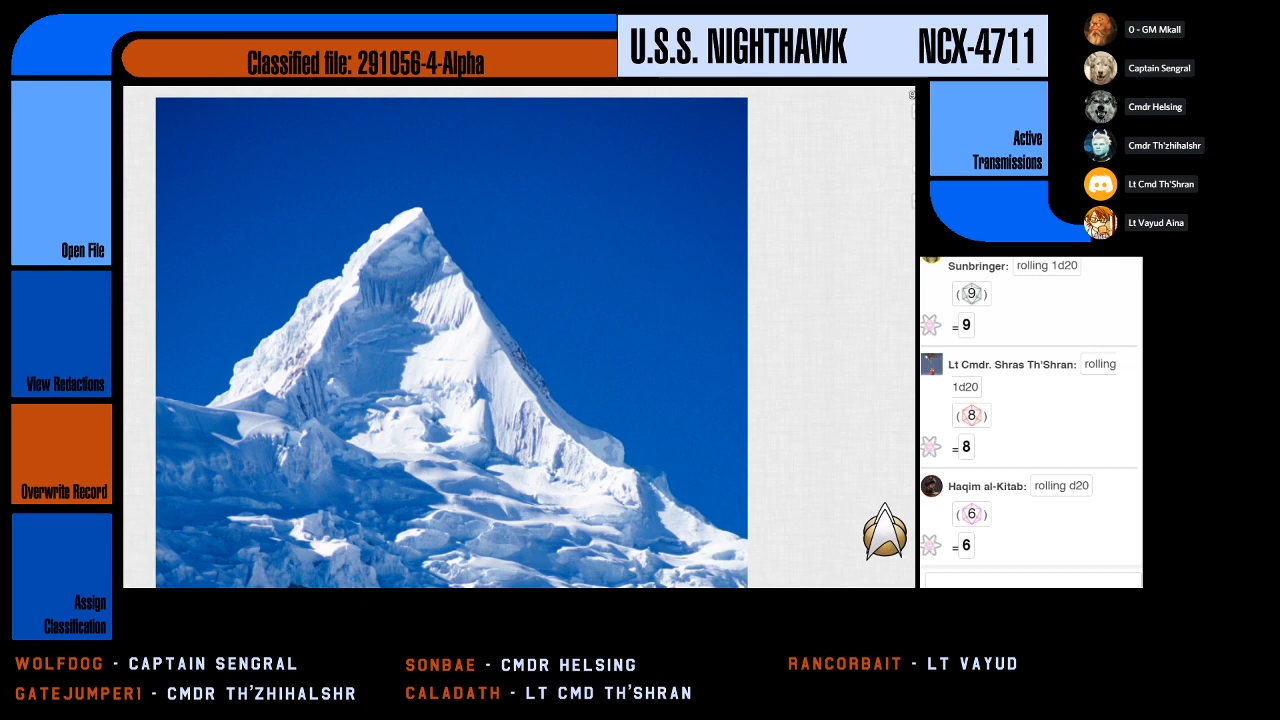 Classified file: 291056-4-Alpha
U.S.S. NIGHTHAWK NCX-4711
Open File
View Redactions
Overwrite Record
Assign
Classification
Active
Transmissions
0 - GM Mkall
Captain Sengral
Cmdr Helsing
Cmdr Th'zhihalshr
Lt Cmd Th'Shran
Lt Vayud Aina
Sunbringer: rolling 1d20
(9)
=9
Lt Cmdr. Shras Th'Shran: rolling
1d20
(8)
=8
Haqim al-Kitab: rolling d20
(6)
=6
WOLFDOG - CAPTAIN SENGRAL
SONBAE - CMDR HELSING
RANCORBAIT - LT VAYUD
GATEJUMPER1 - CMDR TH'ZHIHALSHR
CALADATH - LT CMD TH'SHRAN